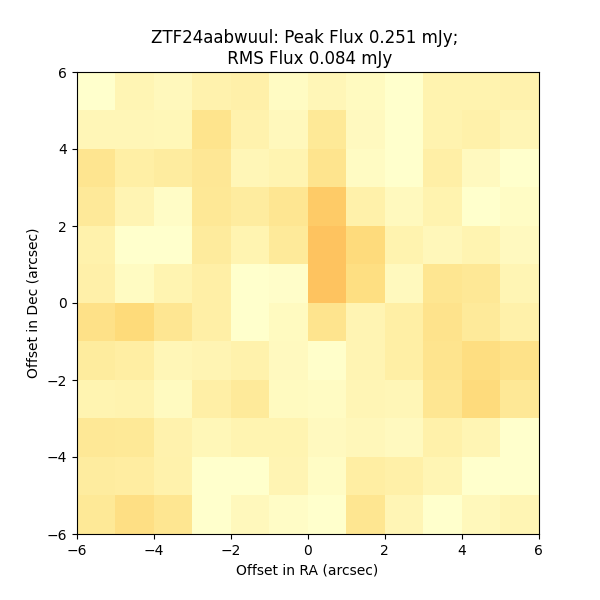 ZTF24aabwuul: Peak Flux 0.251 mJy;
RMS Flux 0.084 mJy
6
4
2
0
−2
−4
−6
Offset in Dec (arcsec)
−6 −4 −2 0 2 4 6
Offset in RA (arcsec)